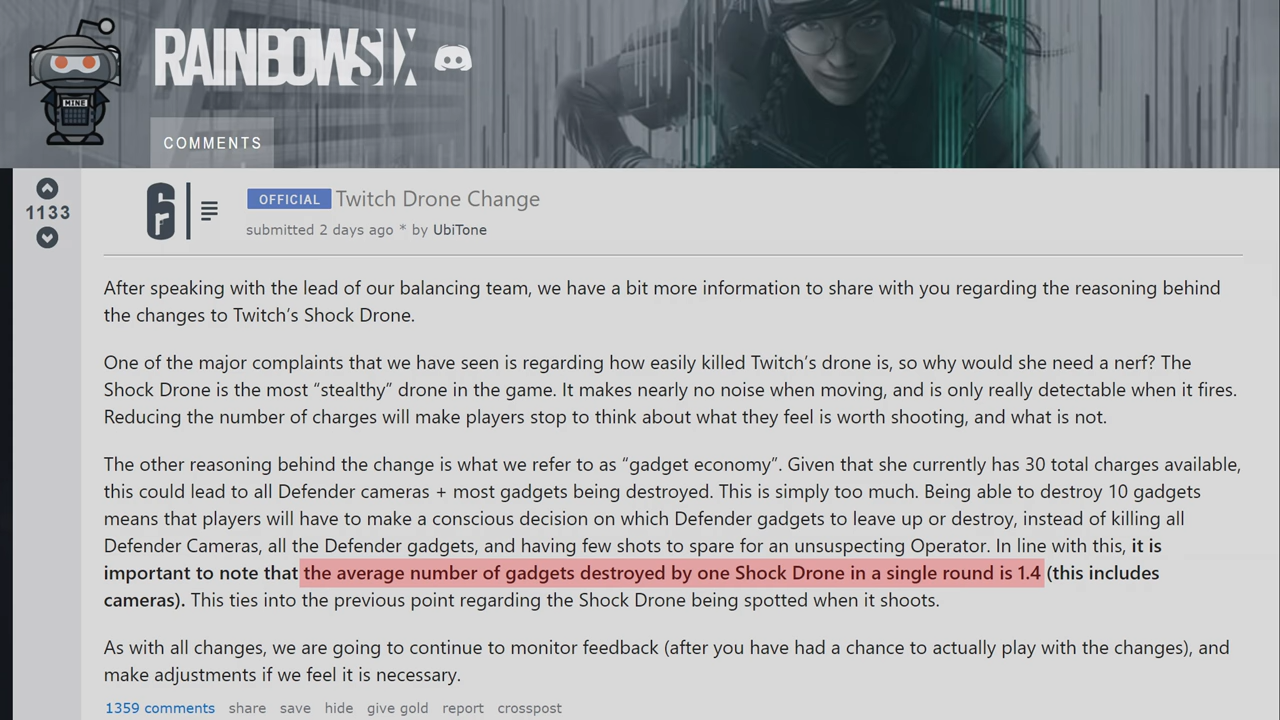 RAINBOWSIX
MINE
COMMENTS
1133
6
OFFICIAL Twitch Drone Change
submitted 2 days ago * by UbiTone
After speaking with the lead of our balancing team, we have a bit more information to share with you regarding the reasoning behind
the changes to Twitch’s Shock Drone.
One of the major complaints that we have seen is regarding how easily killed Twitch’s drone is, so why would she need a nerf? The
Shock Drone is the most “stealthy” drone in the game. It makes nearly no noise when moving, and is only really detectable when it fires.
Reducing the number of charges will make players stop to think about what they feel is worth shooting, and what is not.
The other reasoning behind the change is what we refer to as “gadget economy”. Given that she currently has 30 total charges available,
this could lead to all Defender cameras + most gadgets being destroyed. This is simply too much. Being able to destroy 10 gadgets
means that players will have to make a conscious decision on which Defender gadgets to leave up or destroy, instead of killing all
Defender Cameras, all the Defender gadgets, and having few shots to spare for an unsuspecting Operator. In line with this, it is
important to note that the average number of gadgets destroyed by one Shock Drone in a single round is 1.4 (this includes
cameras). This ties into the previous point regarding the Shock Drone being spotted when it shoots.
As with all changes, we are going to continue to monitor feedback (after you have had a chance to actually play with the changes), and
make adjustments if we feel it is necessary.
1359 comments share save hide give gold report crosspost